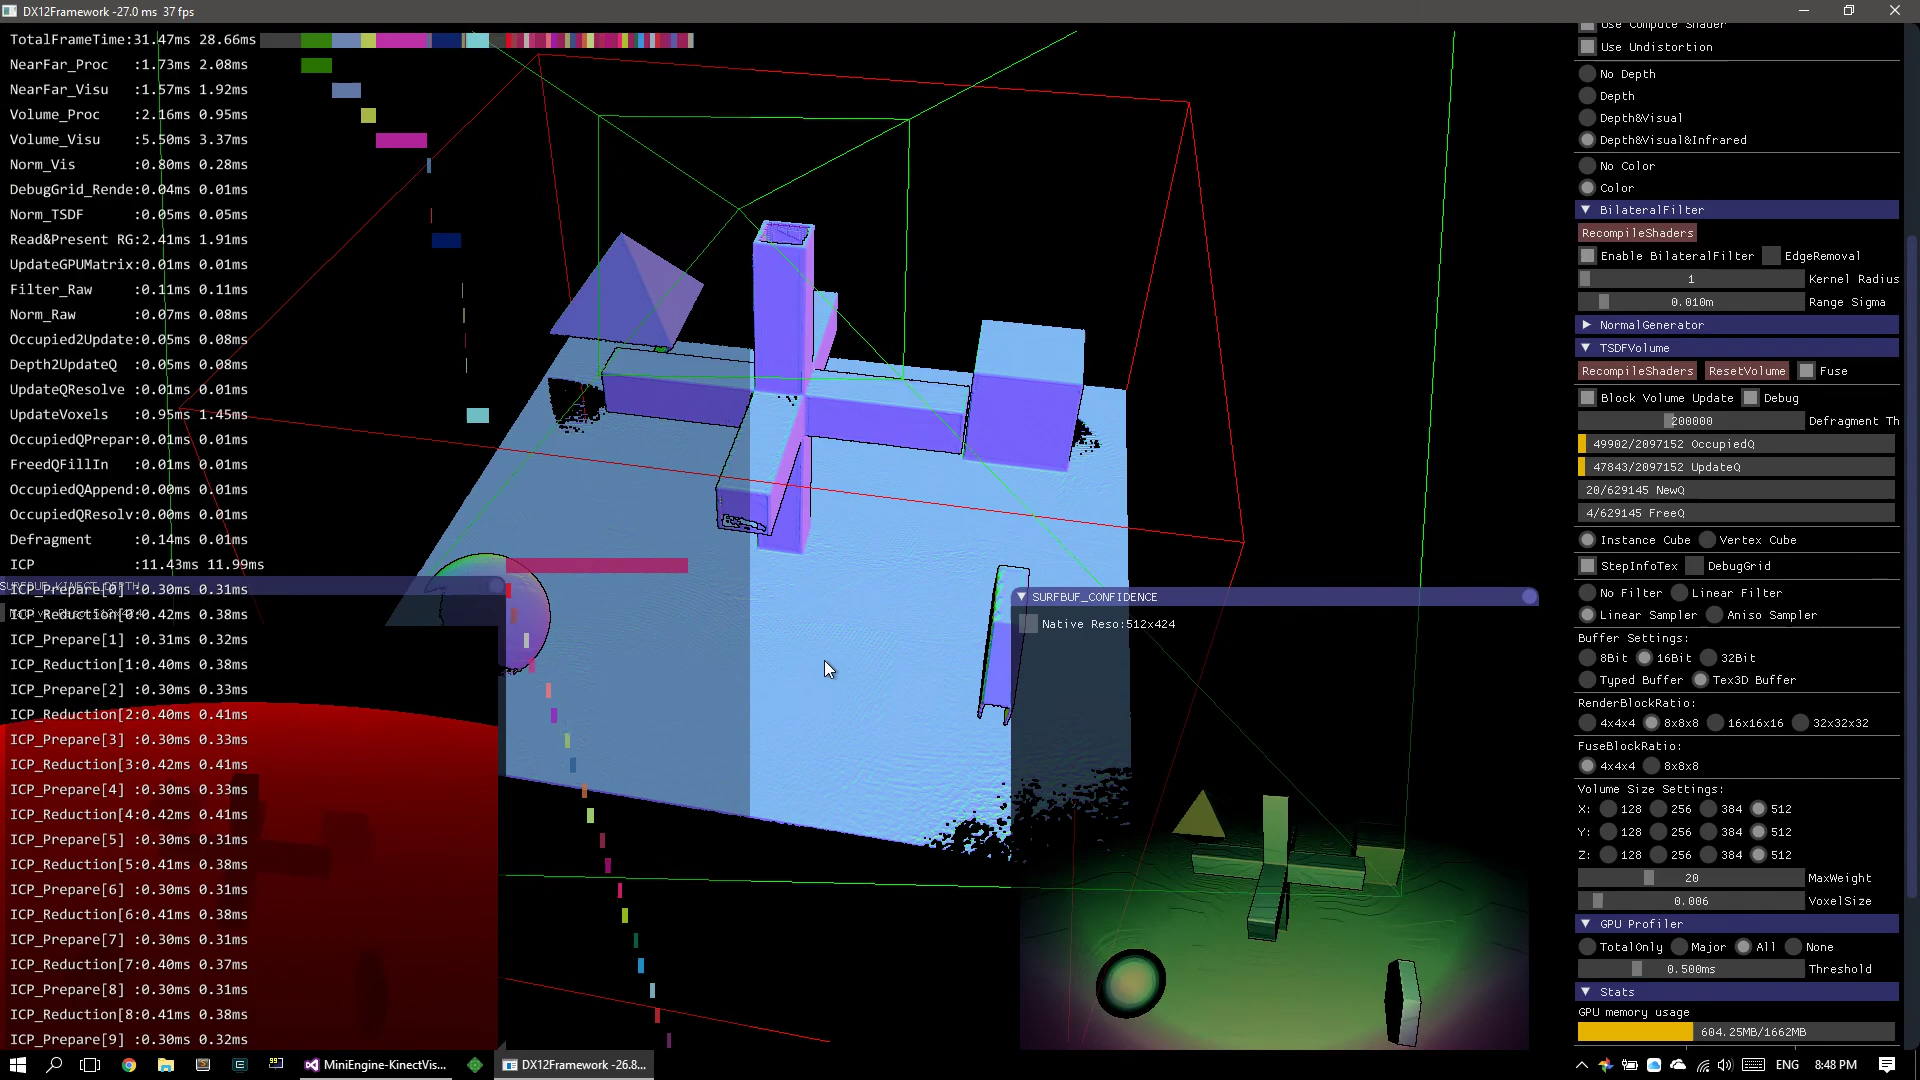 DX12Framework -27.0 ms 37 fps
TotalFrameTime:31.47ms 28.66ms
NearFar_Proc :1.73ms 2.08ms
NearFar_Visu :1.57ms 1.92ms
Volume_Proc :2.16ms 0.95ms
Volume_Visu :5.50ms 3.37ms
Norm_Vis :0.80ms 0.28ms
DebugGrid_Rende:0.04ms 0.01ms
Norm_TSDF :0.05ms 0.05ms
Read&Present RG:2.41ms 1.91ms
UpdateGPUMatrix:0.01ms 0.01ms
Filter_Raw :0.11ms 0.11ms
Norm_Raw :0.07ms 0.08ms
Occupied2Update:0.05ms 0.08ms
Depth2UpdateQ :0.05ms 0.08ms
UpdateQResolve :0.01ms 0.01ms
UpdateVoxels :0.95ms 1.45ms
OccupiedQPrepar:0.01ms 0.01ms
FreedQFillIn :0.01ms 0.01ms
OccupiedQAppend:0.00ms 0.01ms
OccupiedQResolv:0.00ms 0.01ms
Defragment :0.14ms 0.01ms
ICP :11.43ms 11.99ms
SURFBUF_KINECT_DEPTH
ICP_Prepare[0] :0.30ms 0.31ms
ICP_Reduction[0:0.42ms 0.38ms
ICP_Prepare[1] :0.31ms 0.32ms
ICP_Reduction[1:0.40ms 0.38ms
ICP_Prepare[2] :0.30ms 0.33ms
ICP_Reduction[2:0.40ms 0.41ms
ICP_Prepare[3] :0.30ms 0.33ms
ICP_Reduction[3:0.42ms 0.41ms
ICP_Prepare[4] :0.30ms 0.33ms
ICP_Reduction[4:0.42ms 0.41ms
ICP_Prepare[5] :0.30ms 0.31ms
ICP_Reduction[5:0.41ms 0.38ms
ICP_Prepare[6] :0.30ms 0.31ms
ICP_Reduction[6:0.41ms 0.38ms
ICP_Prepare[7] :0.30ms 0.31ms
ICP_Reduction[7:0.40ms 0.37ms
ICP_Prepare[8] :0.30ms 0.31ms
ICP_Reduction[8:0.41ms 0.38ms
ICP_Prepare[9] :0.30ms 0.32ms
SURFBUF_CONFIDENCE
Native Reso:512x424
Use Compute Shader
Use Undistortion
No Depth
Depth
Depth&Visual
Depth&Visual&Infrared
No Color
Color
BilateralFilter
RecompileShaders
Enable BilateralFilter EdgeRemoval
1 Kernel Radius
0.010m Range Sigma
NormalGenerator
TSDFVolume
RecompileShaders ResetVolume Fuse
Block Volume Update Debug
200000 Defragment Th
49902/2097152 OccupiedQ
47843/2097152 UpdateQ
20/629145 NewQ
4/629145 FreeQ
Instance Cube Vertex Cube
StepInfoTex DebugGrid
No Filter Linear Filter
Linear Sampler Aniso Sampler
Buffer Settings:
8Bit 16Bit 32Bit
Typed Buffer Tex3D Buffer
RenderBlockRatio:
4x4x4 8x8x8 16x16x16 32x32x32
FuseBlockRatio:
4x4x4 8x8x8
Volume Size Settings:
X: 128 256 384 512
Y: 128 256 384 512
Z: 128 256 384 512
20 MaxWeight
0.006 VoxelSize
GPU Profiler
TotalOnly Major All None
0.500ms Threshold
Stats
GPU memory usage
604.25MB/1662MB
MiniEngine-KinectVis...
DX12Framework -26.8...
ENG
8:48 PM